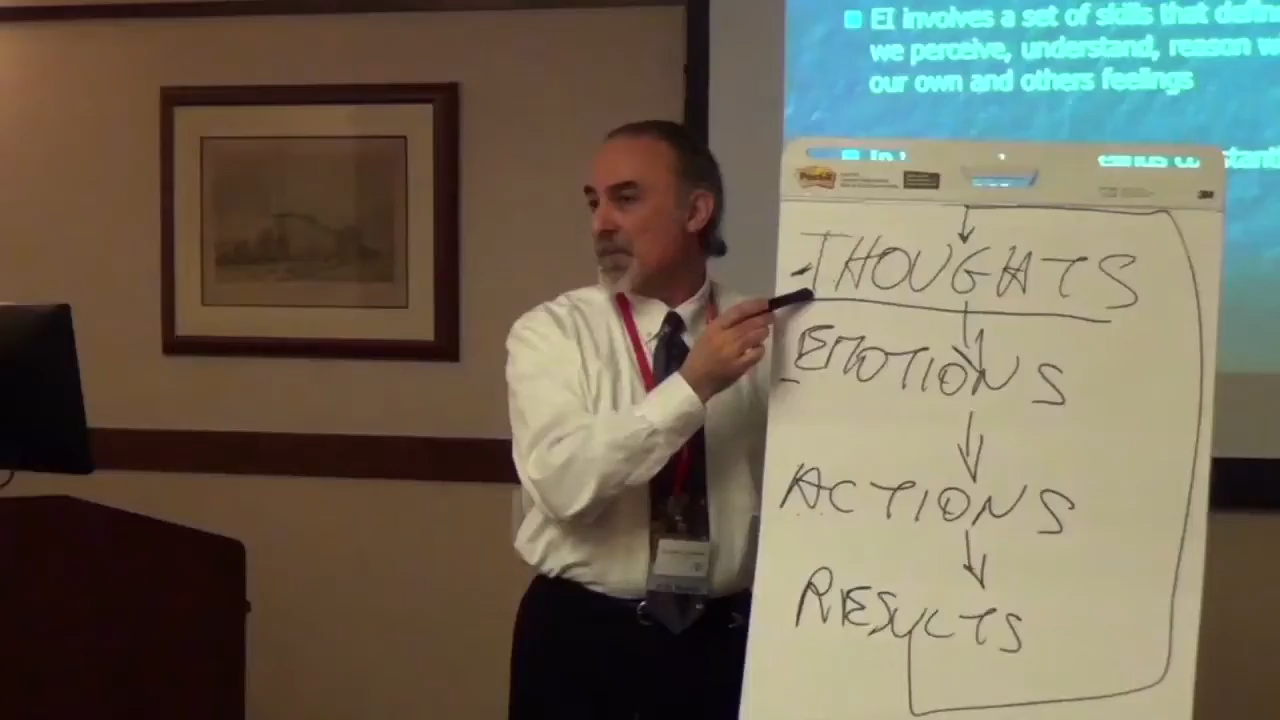 EI involves a set of skills that
we perceive, understand, reason
our own and others feelings
Post-it
3M
THOUGHTS
EMOTIONS
ACTIONS
RESULTS